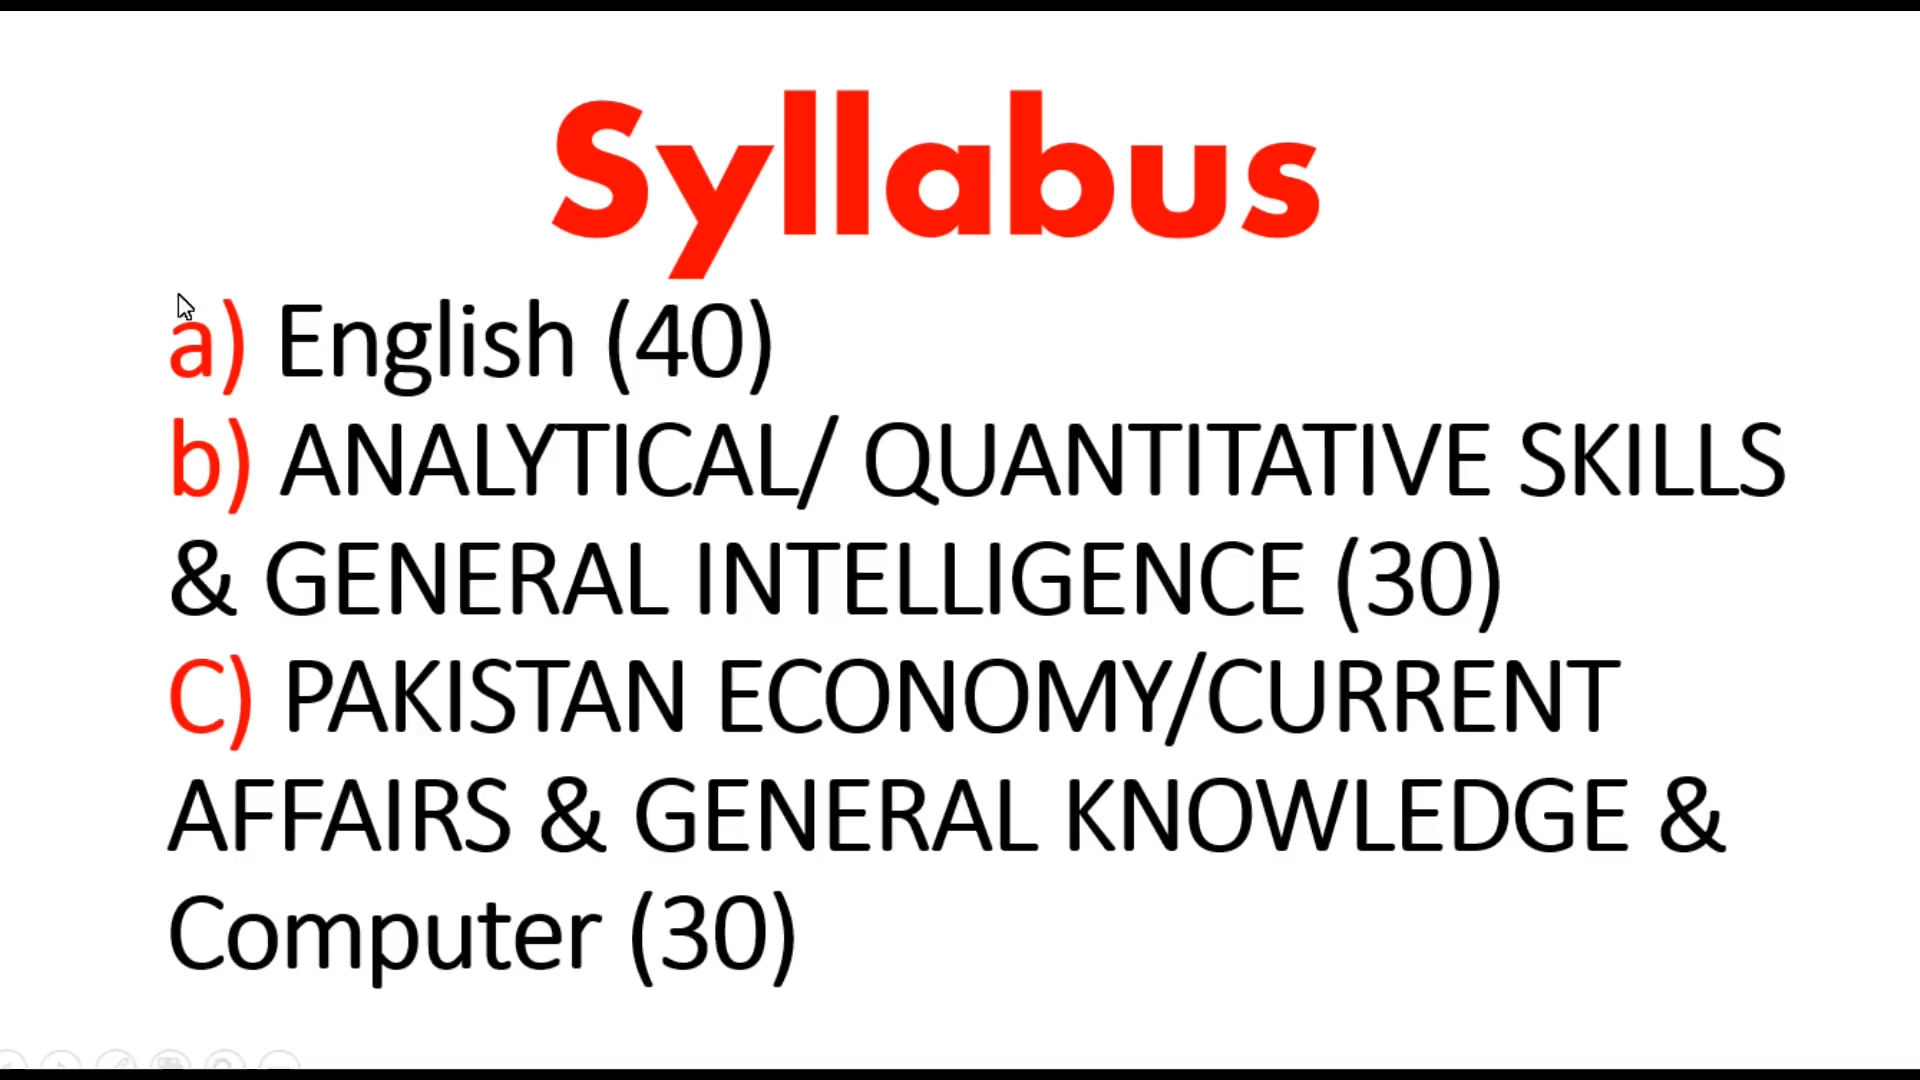 Syllabus
a) English (40)
b) ANALYTICAL/ QUANTITATIVE SKILLS
& GENERAL INTELLIGENCE (30)
C) PAKISTAN ECONOMY/CURRENT
AFFAIRS & GENERAL KNOWLEDGE &
Computer (30)